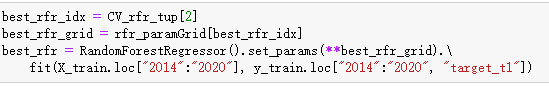 best_rfr_idx = CV_rfr_tup[2]
best_rfr_grid = rfr_paramGrid[best_rfr_idx]
best_rfr = RandomForestRegressor().set_params(**best_rfr_grid).\
    fit(X_train.loc["2014":"2020"], y_train.loc["2014":"2020", "target_t1"])